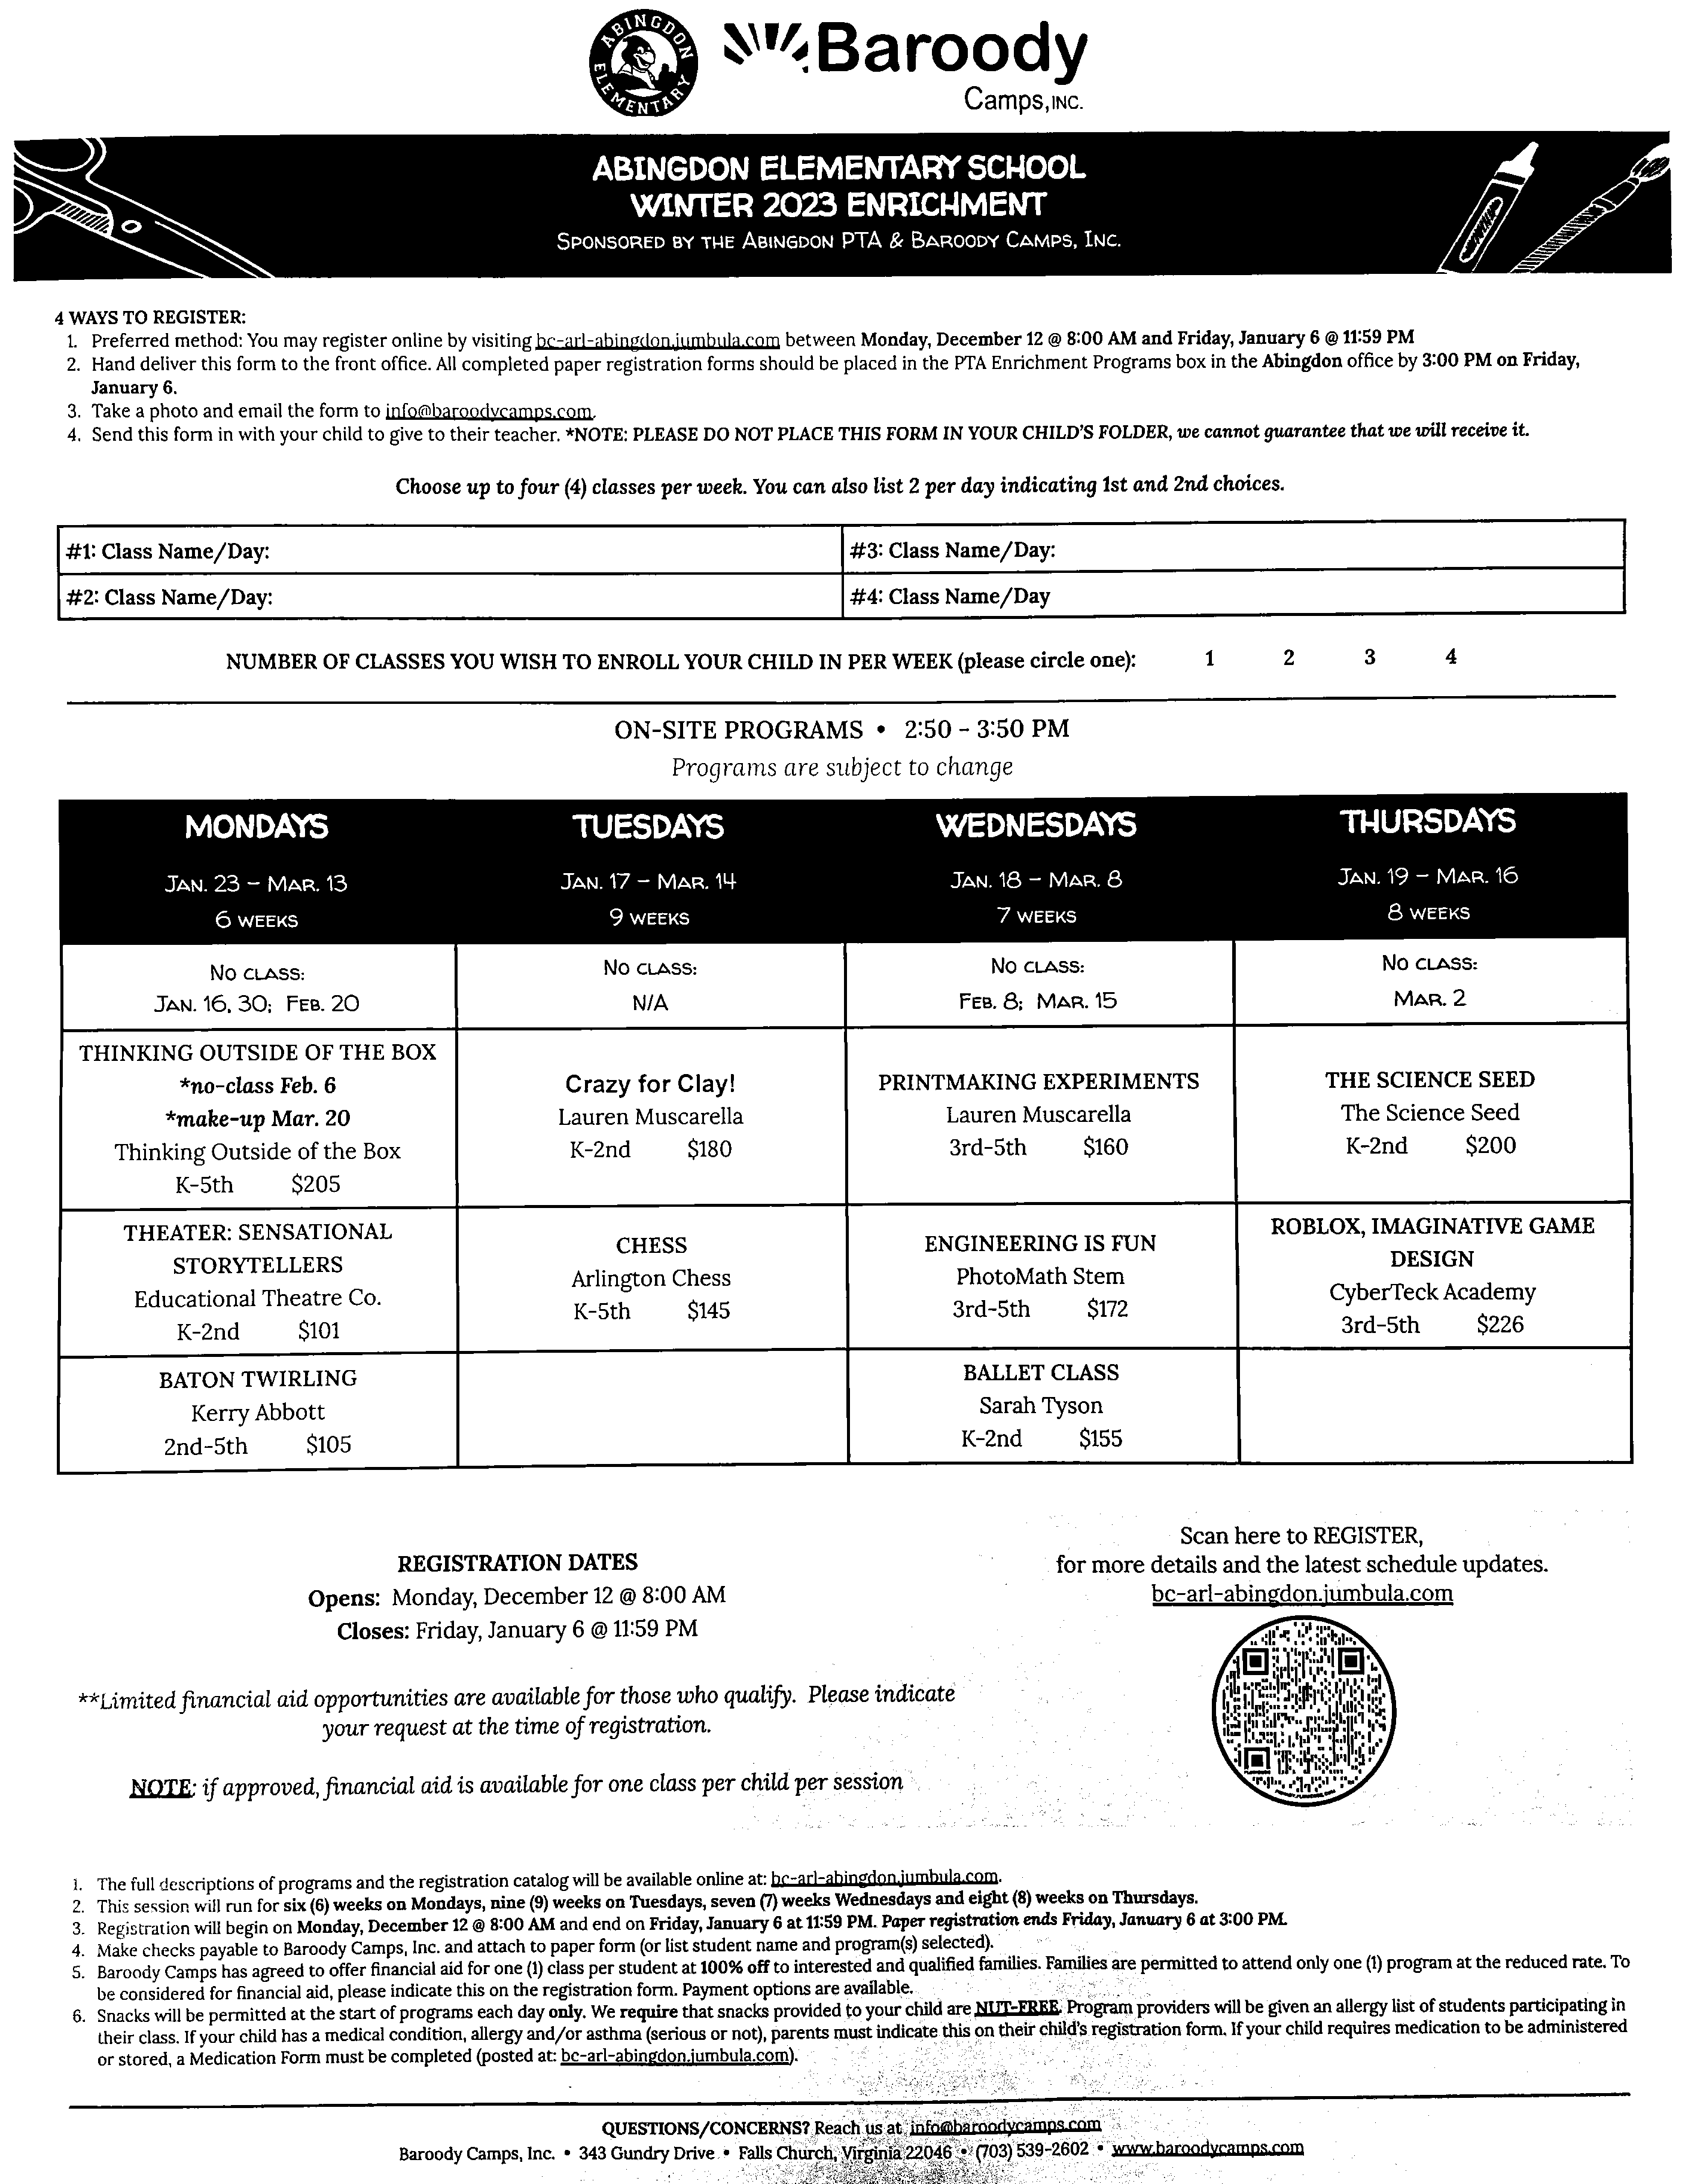 ABINGDON
ELEMENTARY
Baroody
Camps, INC.
ABINGDON ELEMENTARY SCHOOL
WINTER 2023 ENRICHMENT
SPONSORED BY THE ABINGDON PTA & BAROODY CAMPS, INC.
4 WAYS TO REGISTER:
1. Preferred method: You may register online by visiting bc-arl-abingdon.jumbula.com between Monday, December 12 @ 8:00 AM and Friday, January 6 @ 11:59 PM
2. Hand deliver this form to the front office. All completed paper registration forms should be placed in the PTA Enrichment Programs box in the Abingdon office by 3:00 PM on Friday,
January 6.
3. Take a photo and email the form to info@baroodycamps.com.
4. Send this form in with your child to give to their teacher. *NOTE: PLEASE DO NOT PLACE THIS FORM IN YOUR CHILD'S FOLDER, we cannot guarantee that we will receive it.
Choose up to four (4) classes per week. You can also list 2 per day indicating 1st and 2nd choices.
#1: Class Name/Day:
#3: Class Name/Day:
#2: Class Name/Day:
#4: Class Name/Day
NUMBER OF CLASSES YOU WISH TO ENROLL YOUR CHILD IN PER WEEK (please circle one): 1 2 3 4
ON-SITE PROGRAMS • 2:50 - 3:50 PM
Programs are subject to change
MONDAYS
JAN. 23 - MAR. 13
6 WEEKS
TUESDAYS
JAN. 17 - MAR. 14
9 WEEKS
WEDNESDAYS
JAN. 18 - MAR. 8
7 WEEKS
THURSDAYS
JAN. 19 - MAR. 16
8 WEEKS
NO CLASS:
JAN. 16, 30; FEB. 20
NO CLASS:
N/A
NO CLASS:
FEB. 8; MAR. 15
NO CLASS:
MAR. 2
THINKING OUTSIDE OF THE BOX
*no-class Feb. 6
*make-up Mar. 20
Thinking Outside of the Box
K-5th $205
Crazy for Clay!
Lauren Muscarella
K-2nd $180
PRINTMAKING EXPERIMENTS
Lauren Muscarella
3rd-5th $160
THE SCIENCE SEED
The Science Seed
K-2nd $200
THEATER: SENSATIONAL
STORYTELLERS
Educational Theatre Co.
K-2nd $101
CHESS
Arlington Chess
K-5th $145
ENGINEERING IS FUN
PhotoMath Stem
3rd-5th $172
ROBLOX, IMAGINATIVE GAME
DESIGN
CyberTeck Academy
3rd-5th $226
BATON TWIRLING
Kerry Abbott
2nd-5th $105
BALLET CLASS
Sarah Tyson
K-2nd $155
REGISTRATION DATES
Opens: Monday, December 12 @ 8:00 AM
Closes: Friday, January 6 @ 11:59 PM
**Limited financial aid opportunities are available for those who qualify. Please indicate
your request at the time of registration.
NOTE: if approved, financial aid is available for one class per child per session
Scan here to REGISTER,
for more details and the latest schedule updates.
bc-arl-abingdon.jumbula.com
1. The full descriptions of programs and the registration catalog will be available online at: bc-arl-abingdon.jumbula.com.
2. This session will run for six (6) weeks on Mondays, nine (9) weeks on Tuesdays, seven (7) weeks Wednesdays and eight (8) weeks on Thursdays.
3. Registration will begin on Monday, December 12 @ 8:00 AM and end on Friday, January 6 at 11:59 PM. Paper registration ends Friday, January 6 at 3:00 PM.
4. Make checks payable to Baroody Camps, Inc. and attach to paper form (or list student name and program(s) selected).
5. Baroody Camps has agreed to offer financial aid for one (1) class per student at 100% off to interested and qualified families. Families are permitted to attend only one (1) program at the reduced rate. To
be considered for financial aid, please indicate this on the registration form. Payment options are available.
6. Snacks will be permitted at the start of programs each day only. We require that snacks provided to your child are NUT-FREE. Program providers will be given an allergy list of students participating in
their class. If your child has a medical condition, allergy and/or asthma (serious or not), parents must indicate this on their child's registration form. If your child requires medication to be administered
or stored, a Medication Form must be completed (posted at: bc-arl-abingdon.jumbula.com).
QUESTIONS/CONCERNS? Reach us at info@baroodycamps.com
Baroody Camps, Inc. • 343 Gundry Drive • Falls Church, Virginia 22046 • (703) 539-2602 • www.baroodycamps.com